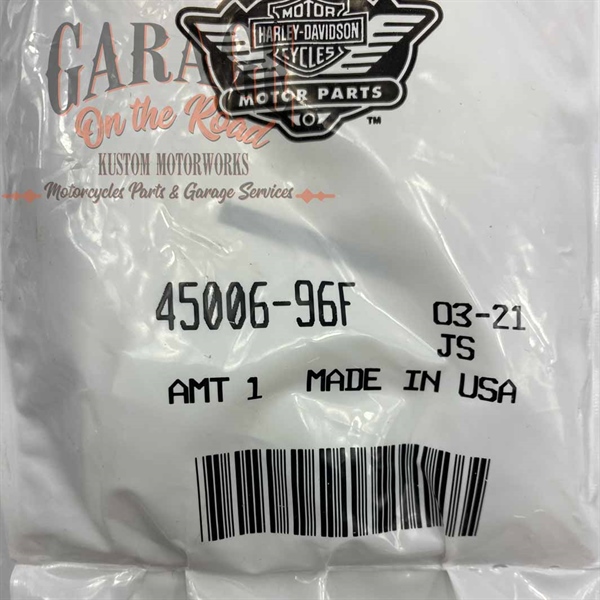 MOTOR
HARLEY-DAVIDSON
CYCLES
MOTOR PARTS
TM
GARA
On the Road
KUSTOM MOTORWORKS
Motorcycles Parts & Garage Services
45006-96F
03-21
JS
AMT 1 MADE IN USA